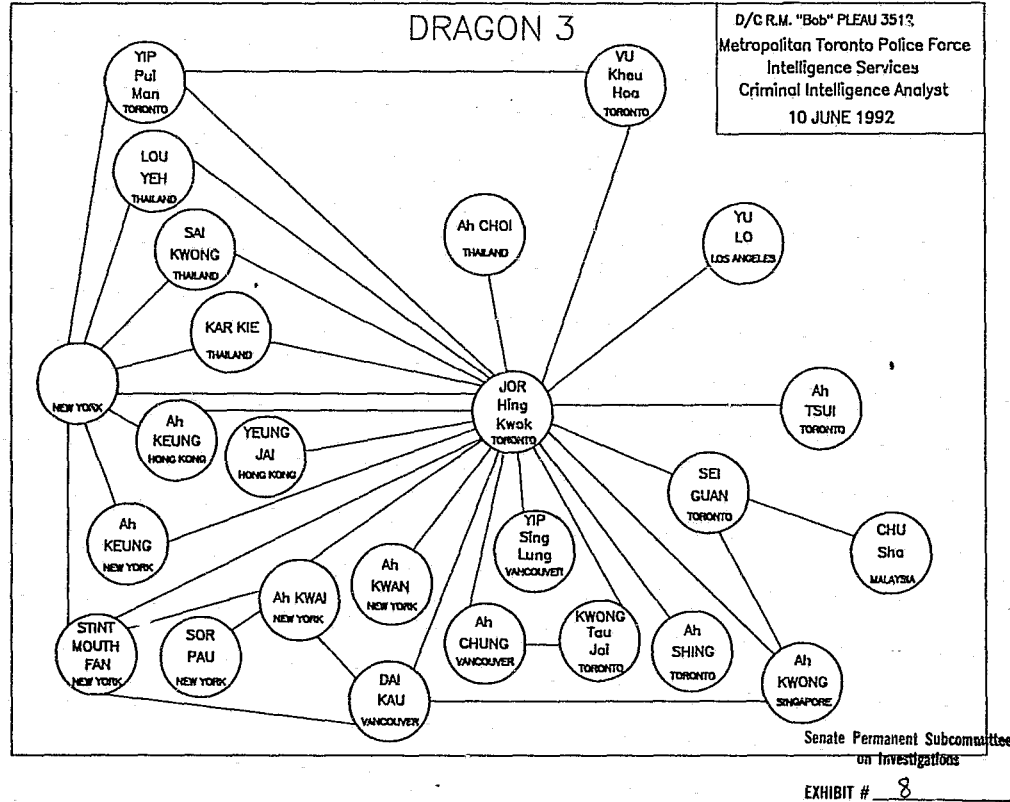 DRAGON 3
D/C R.M. "Bob" PLEAU 3513
Metropolitan Toronto Police Force
Intelligence Services
Criminal Intelligence Analyst
10 JUNE 1992
YIP
Pui
Man
TORONTO
VU
Kheu
Hoa
TORONTO
LOU
YEH
THAILAND
Ah CHOI
THAILAND
YU
LO
LOS ANGELES
SAI
KWONG
THAILAND
KAR KIE
THAILAND
NEW YORK
JOR
Hing
Kwok
TORONTO
Ah
TSUI
TORONTO
Ah
KEUNG
HONG KONG
YEUNG
JAI
HONG KONG
SEI
GUAN
TORONTO
Ah
KEUNG
NEW YORK
YIP
Sing
Lung
VANCOUVER
CHU
Sha
MALAYSIA
Ah KWAI
NEW YORK
Ah
KWAN
NEW YORK
STINT
MOUTH
FAN
NEW YORK
SOR
PAU
NEW YORK
Ah
CHUNG
VANCOUVER
KWONG
Tau
Jai
TORONTO
Ah
SHING
TORONTO
DAI
KAU
VANCOUVER
Ah
KWONG
SINGAPORE
Senate Permanent Subcommittee
on Investigations
EXHIBIT # 8